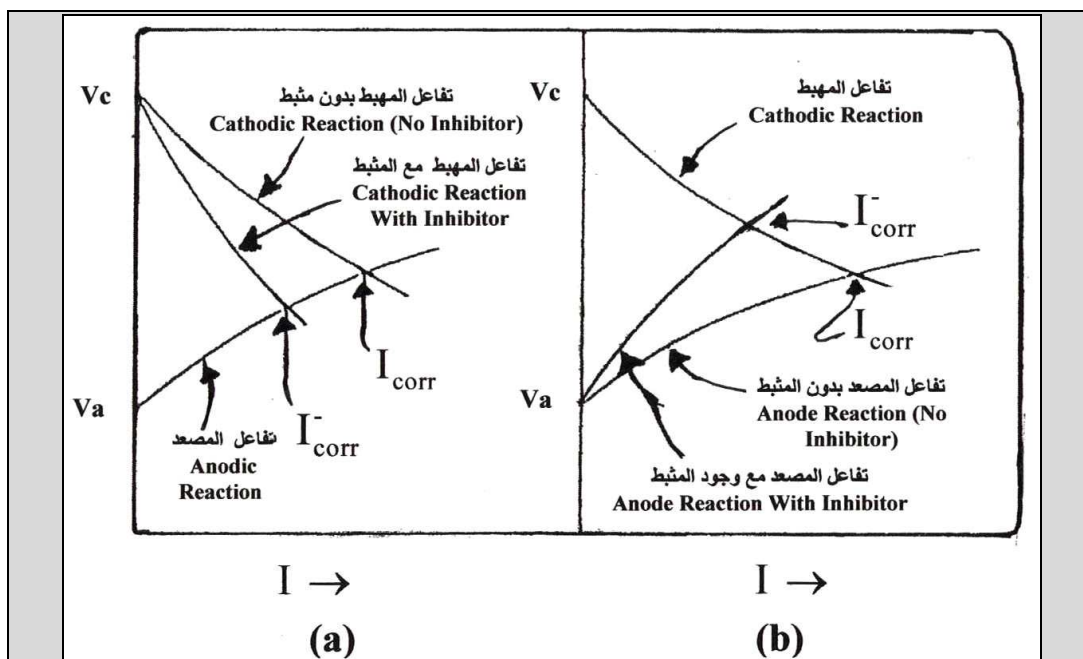 Vc
تفاعل المهبط بدون مثبط
Cathodic Reaction (No Inhibitor)
تفاعل المهبط مع المثبط
Cathodic Reaction
With Inhibitor
I corr
Va
I⁻ corr
تفاعل المصعد
Anodic
Reaction
I →
(a)
Vc
تفاعل المهبط
Cathodic Reaction
I⁻ corr
I corr
Va
تفاعل المصعد بدون المثبط
Anode Reaction (No
Inhibitor)
تفاعل المصعد مع وجود المثبط
Anode Reaction With Inhibitor
I →
(b)